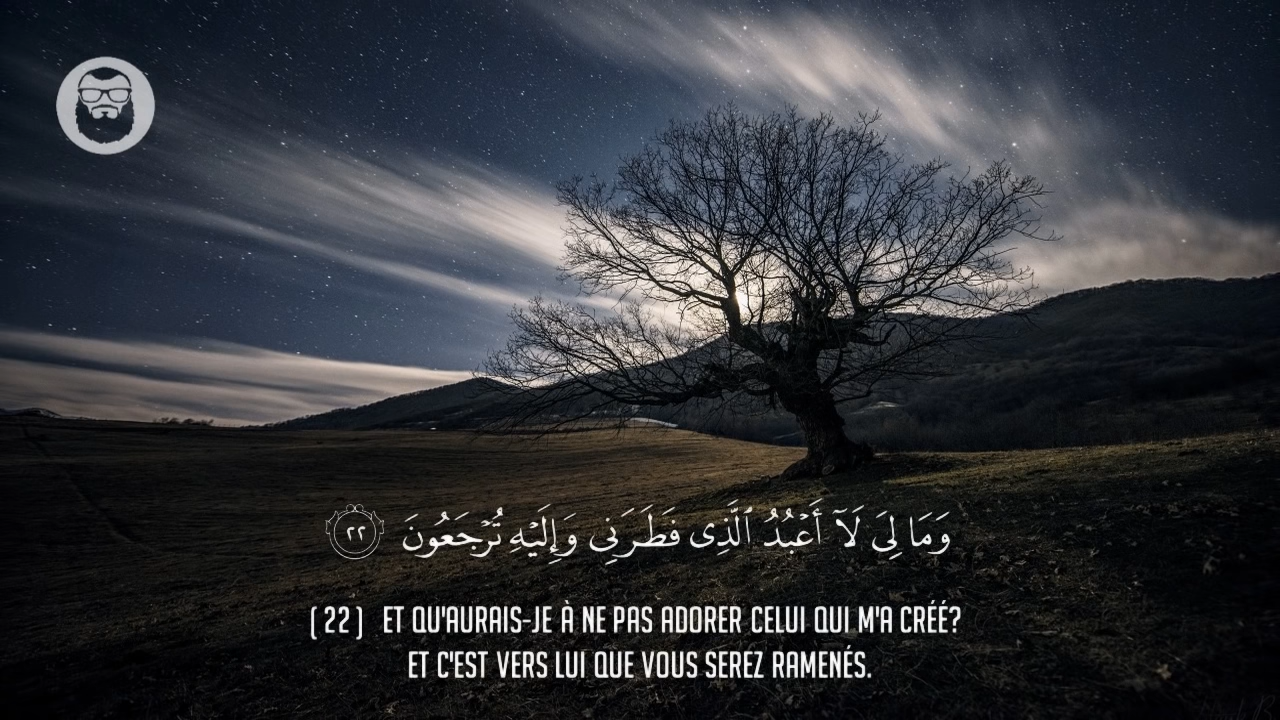 وَمَا لِىَ لَآ أَعۡبُدُ ٱلَّذِى فَطَرَنِى وَإِلَيۡهِ تُرۡجَعُونَ ٢٢
(22) ET QU'AURAIS-JE À NE PAS ADORER CELUI QUI M'A CRÉÉ?
ET C'EST VERS LUI QUE VOUS SEREZ RAMENÉS.